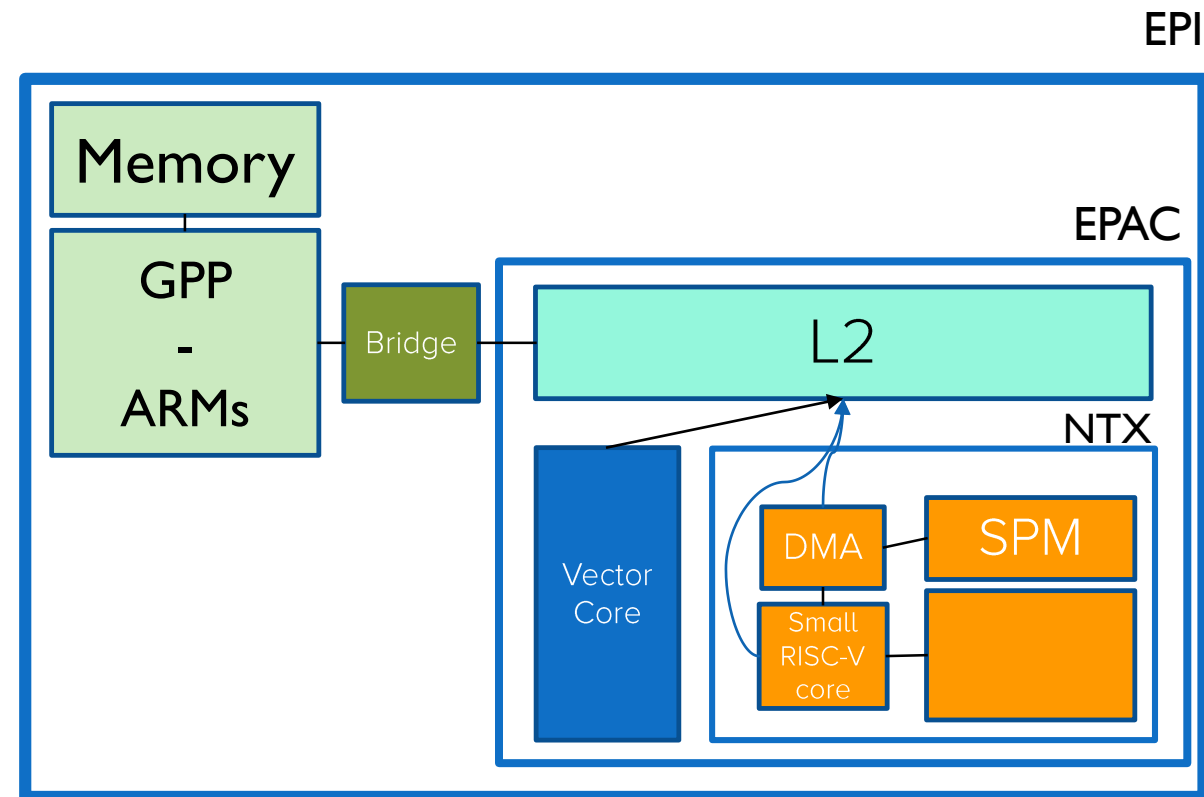 EPI
Memory
EPAC
GPP
-
ARMs
Bridge
L2
NTX
Vector
Core
DMA
SPM
Small
RISC-V
core